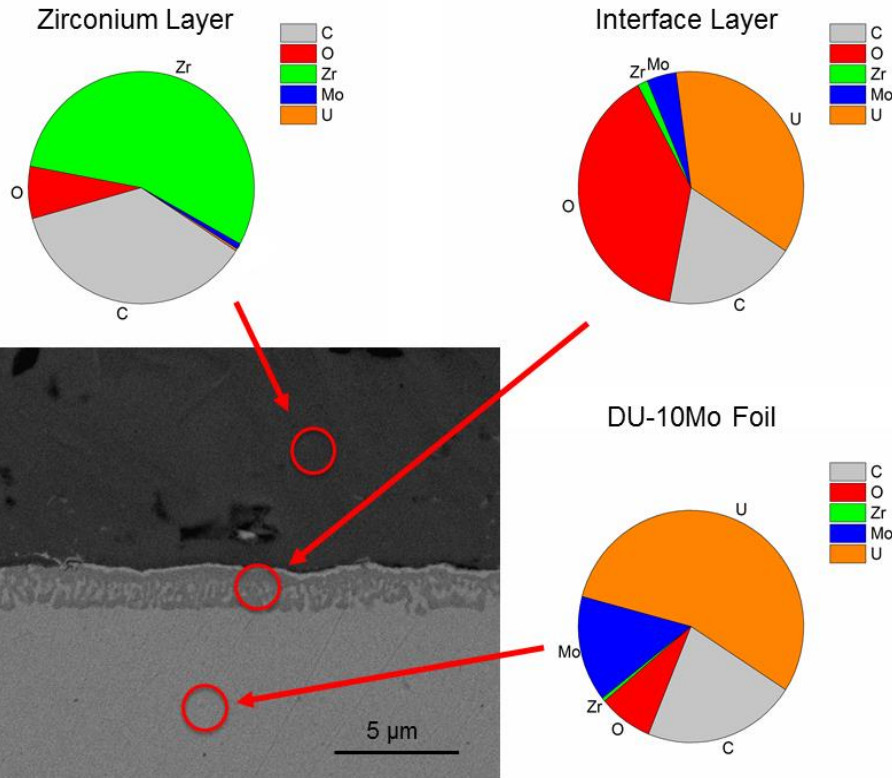 Zirconium Layer
C
O
Zr
Mo
U
Zr
O
C
Interface Layer
C
O
Zr
Mo
U
Zr
Mo
U
O
C
DU-10Mo Foil
C
O
Zr
Mo
U
U
Mo
Zr
O
C
5 µm